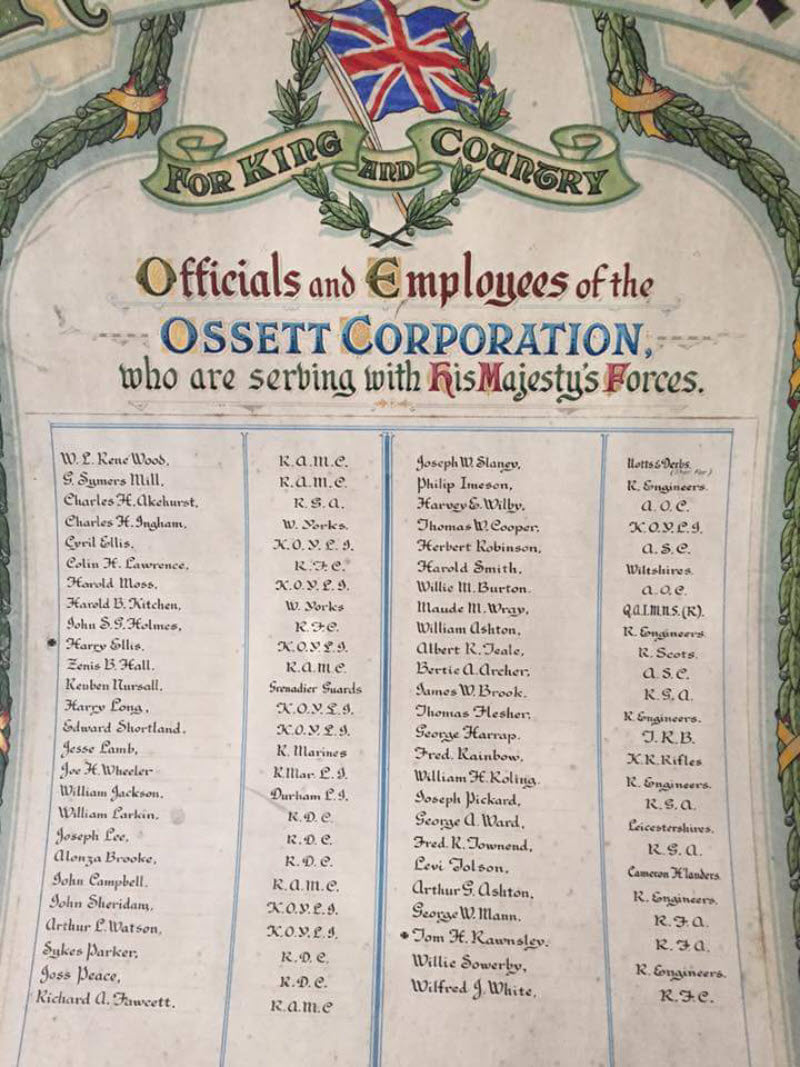 FOR KING AND COUNTRY
Officials and Employees of the
OSSETT CORPORATION,
who are serving with His Majesty's Forces.
W. L. Rene Wood, R.A.M.C.
G. Symers Mill, R.A.M.C.
Charles H. Akehurst, R.G.A.
Charles H. Ingham, W. Yorks.
Cyril Ellis, K.O.Y.L.I.
Colin H. Lawrence, R.F.C.
Harold Moss, K.O.Y.L.I.
Harold B. Kitchen, W. Yorks
John S. G. Holmes, R.F.C.
Harry Ellis, K.O.Y.L.I.
Zenis B. Hall, R.A.M.C.
Reuben Nursall, Grenadier Guards
Harry Long, K.O.Y.L.I.
Edward Shortland, K.O.Y.L.I.
Jesse Lamb, R. Marines
Joe H. Wheeler R.Mar. L.I.
William Jackson, Durham L.I.
William Larkin, R.D.C.
Joseph Lee, R.D.C.
Alonza Brooke, R.D.C.
John Campbell, R.A.M.C.
John Sheridam, K.O.Y.L.I.
Arthur L. Watson, K.O.Y.L.I.
Sykes Parker, R.D.C.
Joss Peace, R.D.C.
Richard A. Fawcett, R.A.M.C
Joseph W. Slaney, Notts & Derbs.
Philip Imeson, R. Engineers.
Harvey E. Wilby, A.O.C.
Thomas W. Cooper, K.O.Y.L.I.
Herbert Robinson, A.S.C.
Harold Smith, Wiltshires.
Willie M. Burton. A.O.C.
Maude M. Wray, Q.A.I.M.N.S. (R).
William Ashton, R. Engineers
Albert R. Teale, R. Scots.
Bertie A. Archer, A.S.C.
James W. Brook. R.G.A.
Thomas Flesher, R. Engineers.
George Harrap. T.R.B.
Fred. Rainbow, K.R. Rifles
William H. Roling. R. Engineers.
Joseph Pickard, R.G.A.
George A. Ward, Leicestershires.
Fred. R. Townend, R.G.A.
Levi Tolson, Cameron H'landers
Arthur G. Ashton, R. Engineers.
George W. Mann. R.F.A.
Tom H. Rawnsley. R.F.A.
Willie Sowerby, R. Engineers.
Wilfred J. White, R.F.C.